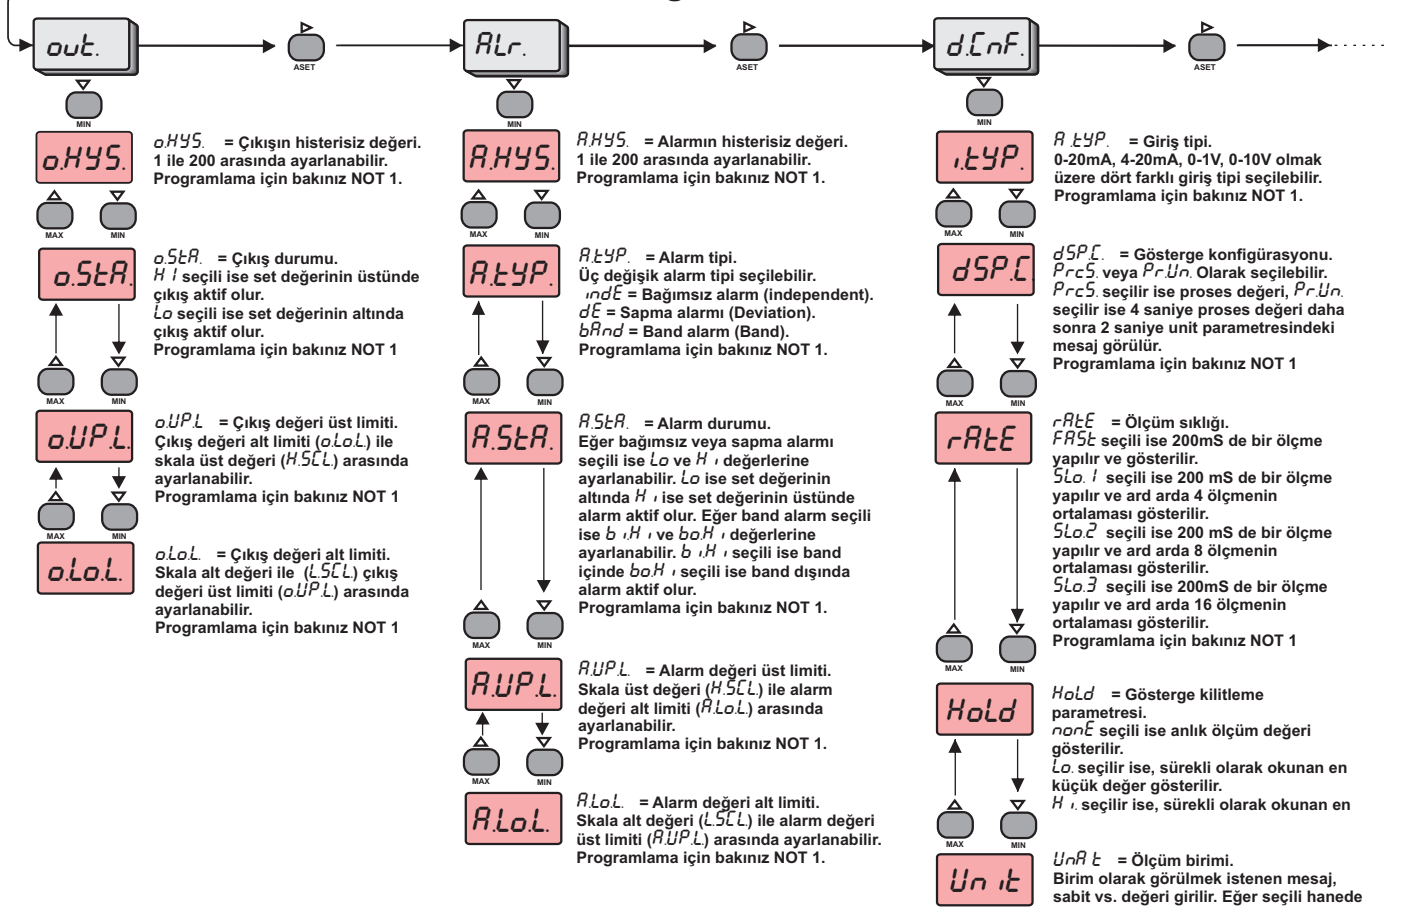 out.
ASET
ALr.
ASET
d.CnF.
ASET
MIN
o.HYS.
o.HYS. = Çıkışın histerisiz değeri.
1 ile 200 arasında ayarlanabilir.
Programlama için bakınız NOT 1.
MAX
MIN
o.StA.
o.StA. = Çıkış durumu.
HI seçili ise set değerinin üstünde
çıkış aktif olur.
Lo seçili ise set değerinin altında
çıkış aktif olur.
Programlama için bakınız NOT 1
MAX
MIN
o.UP.L.
o.UP.L = Çıkış değeri üst limiti.
Çıkış değeri alt limiti (o.Lo.L.) ile
skala üst değeri (H.SCL.) arasında
ayarlanabilir.
Programlama için bakınız NOT 1
MAX
MIN
o.Lo.L.
o.Lo.L. = Çıkış değeri alt limiti.
Skala alt değeri ile (L.SCL.) çıkış
değeri üst limiti (o.UP.L.) arasında
ayarlanabilir.
Programlama için bakınız NOT 1
MIN
A.HYS.
A.HYS. = Alarmın histerisiz değeri.
1 ile 200 arasında ayarlanabilir.
Programlama için bakınız NOT 1.
MAX
MIN
A.tYP.
A.tYP. = Alarm tipi.
Üç değişik alarm tipi seçilebilir.
indE = Bağımsız alarm (independent).
dE = Sapma alarmı (Deviation).
bAnd = Band alarm (Band).
Programlama için bakınız NOT 1.
MAX
MIN
A.StA.
A.StA. = Alarm durumu.
Eğer bağımsız veya sapma alarmı
seçili ise Lo ve Hi değerlerine
ayarlanabilir. Lo ise set değerinin
altında Hi ise set değerinin üstünde
alarm aktif olur. Eğer band alarm seçili
ise bi.Hi ve bo.Hi değerlerine
ayarlanabilir. bi.Hi seçili ise band
içinde bo.Hi seçili ise band dışında
alarm aktif olur.
Programlama için bakınız NOT 1.
MAX
MIN
A.UP.L.
A.UP.L. = Alarm değeri üst limiti.
Skala üst değeri (H.SCL.) ile alarm
değeri alt limiti (A.Lo.L.) arasında
ayarlanabilir.
Programlama için bakınız NOT 1.
MAX
MIN
A.Lo.L.
A.Lo.L. = Alarm değeri alt limiti.
Skala alt değeri (L.SCL.) ile alarm değeri
üst limiti (A.UP.L.) arasında ayarlanabilir.
Programlama için bakınız NOT 1.
MIN
i.tYP.
A.tYP. = Giriş tipi.
0-20mA, 4-20mA, 0-1V, 0-10V olmak
üzere dört farklı giriş tipi seçilebilir.
Programlama için bakınız NOT 1.
MAX
MIN
dSP.C.
dSP.C. = Gösterge konfigürasyonu.
PrcS. veya Pr.Un. Olarak seçilebilir.
PrcS. seçilir ise proses değeri, Pr.Un.
seçilir ise 4 saniye proses değeri daha
sonra 2 saniye unit parametresindeki
mesaj görülür.
Programlama için bakınız NOT 1
MAX
MIN
rAtE
rAtE = Ölçüm sıklığı.
FASt seçili ise 200mS de bir ölçme
yapılır ve gösterilir.
SLo.1 seçili ise 200 mS de bir ölçme
yapılır ve ard arda 4 ölçmenin
ortalaması gösterilir.
SLo.2 seçili ise 200 mS de bir ölçme
yapılır ve ard arda 8 ölçmenin
ortalaması gösterilir.
SLo.3 seçili ise 200mS de bir ölçme
yapılır ve ard arda 16 ölçmenin
ortalaması gösterilir.
Programlama için bakınız NOT 1
MAX
MIN
HoLd
HoLd = Gösterge kilitleme
parametresi.
nonE seçili ise anlık ölçüm değeri
gösterilir.
Lo. seçilir ise, sürekli olarak okunan en
küçük değer gösterilir.
Hi. seçilir ise, sürekli olarak okunan en
MAX
MIN
Unit
UnAt = Ölçüm birimi.
Birim olarak görülmek istenen mesaj,
sabit vs. değeri girilir. Eğer seçili hanede